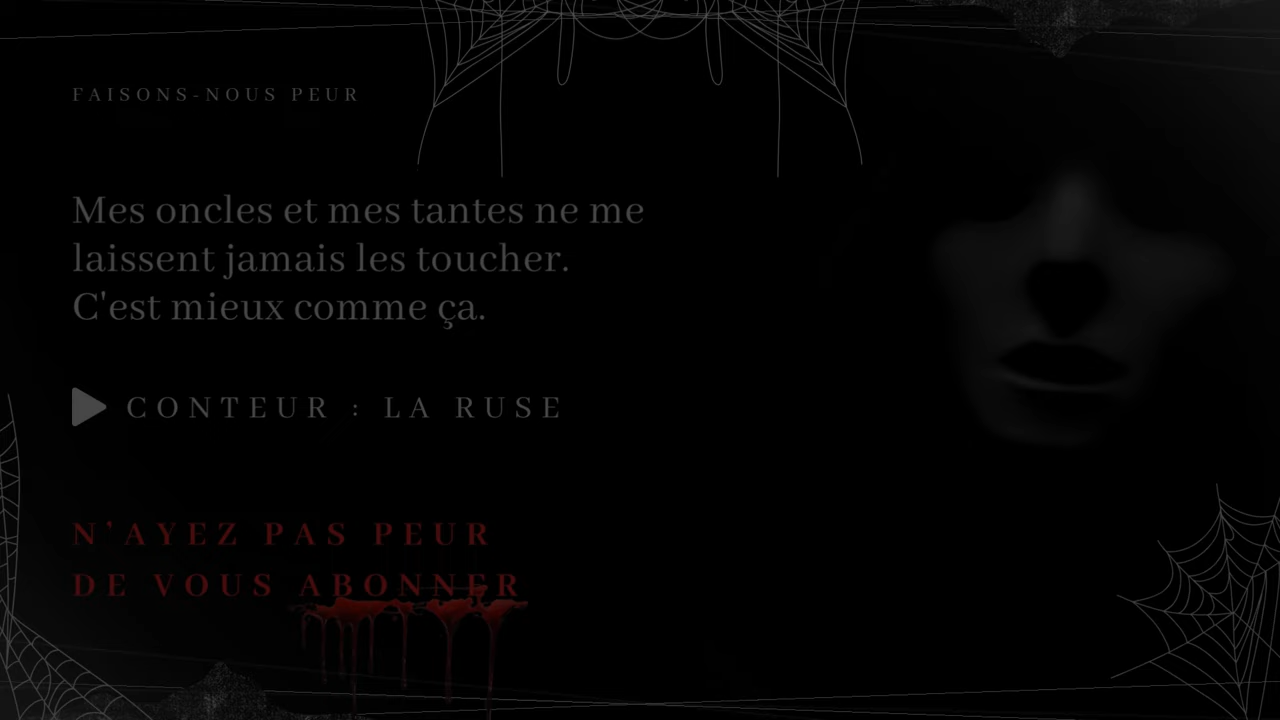 FAISONS-NOUS PEUR
Mes oncles et mes tantes ne me
laissent jamais les toucher.
C'est mieux comme ça.
CONTEUR : LA RUSE
N'AYEZ PAS PEUR
DE VOUS ABONNER